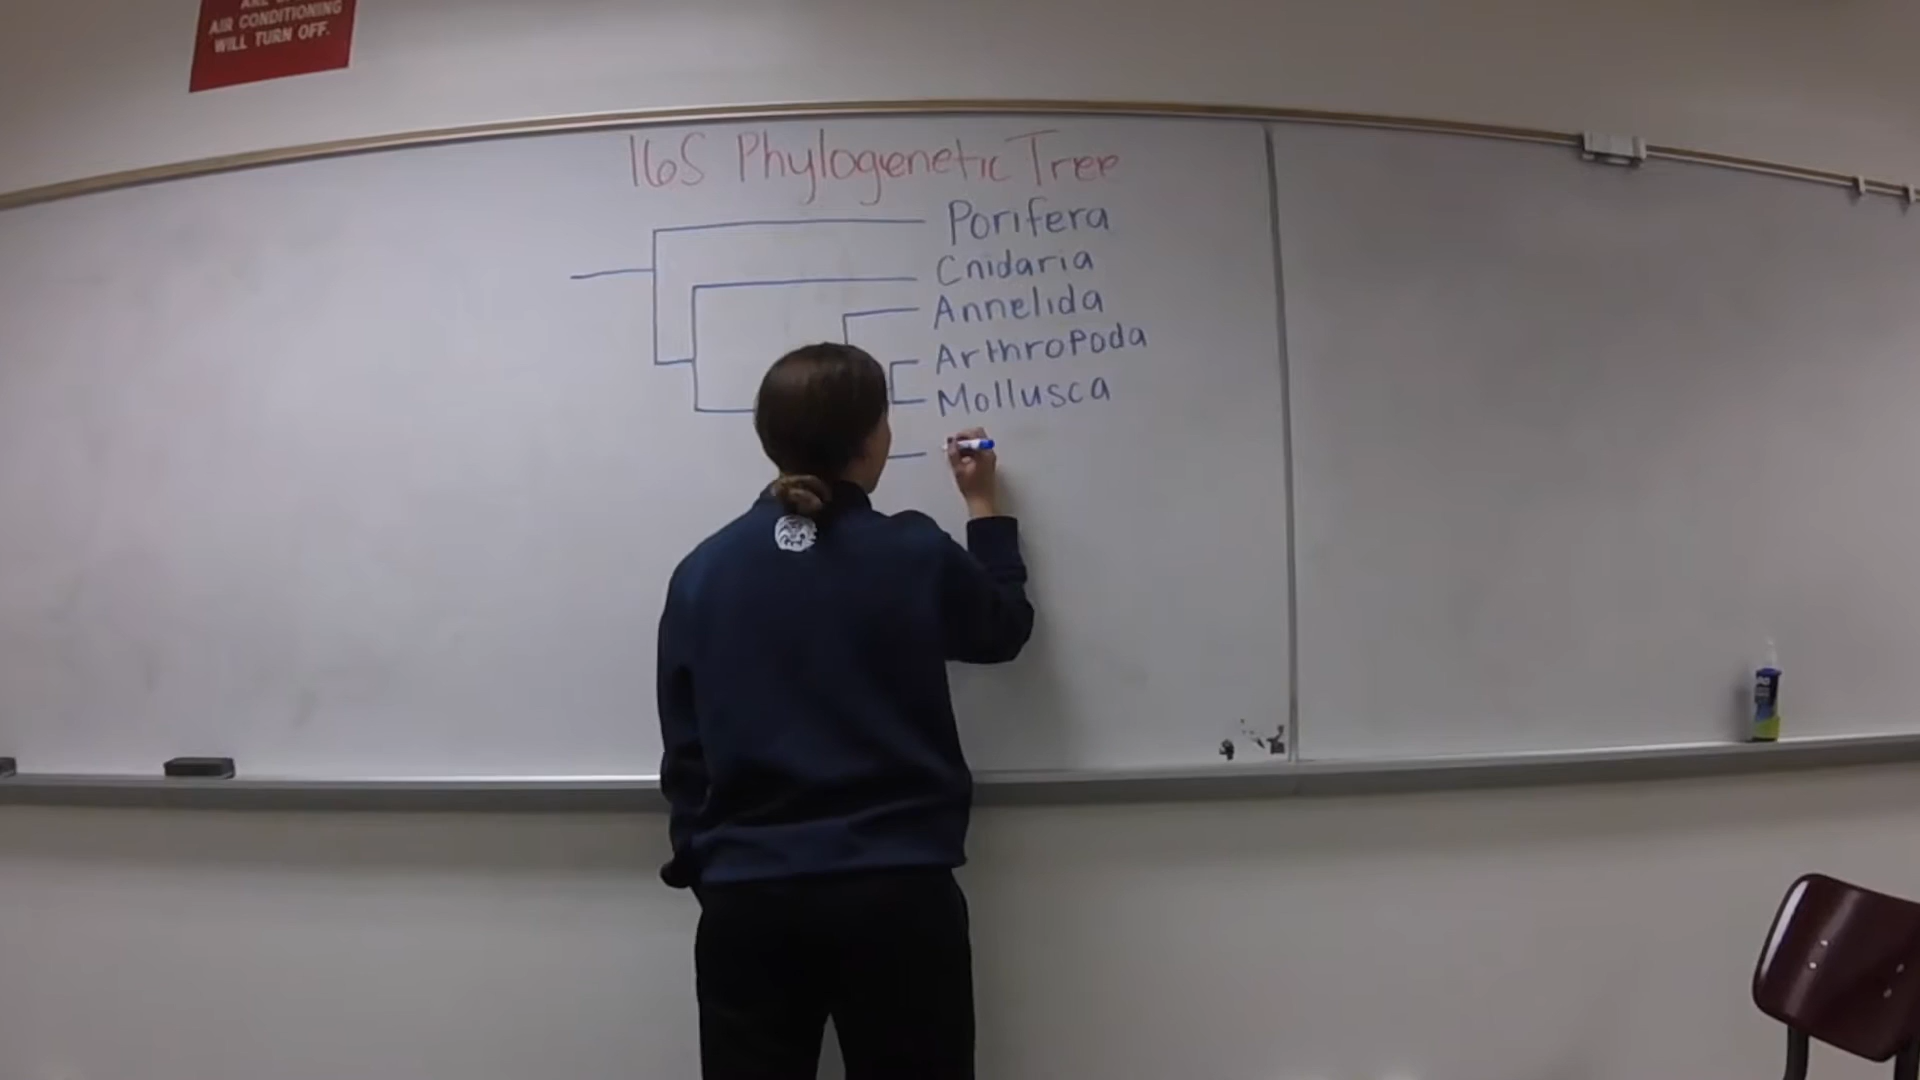 AIR CONDITIONING
WILL TURN OFF.
16S Phylogenetic Tree
Porifera
Cnidaria
Annelida
Arthropoda
Mollusca